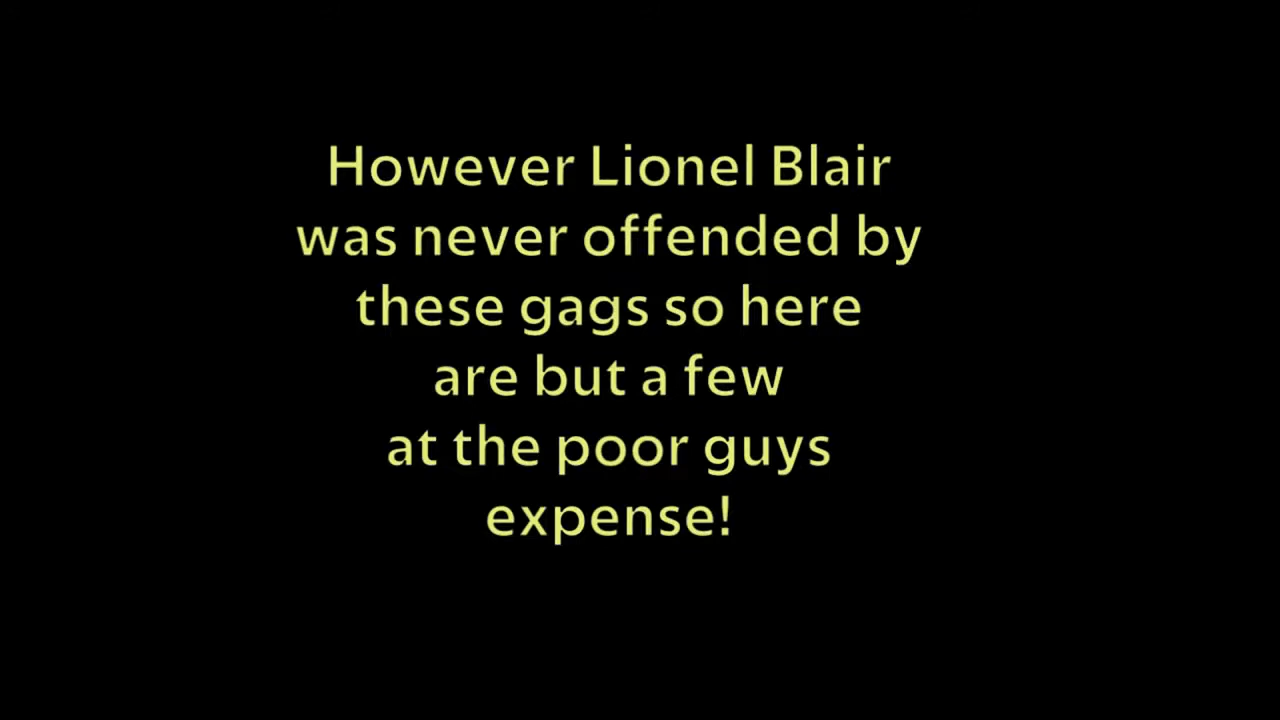 However Lionel Blair
was never offended by
these gags so here
are but a few
at the poor guys
expense!